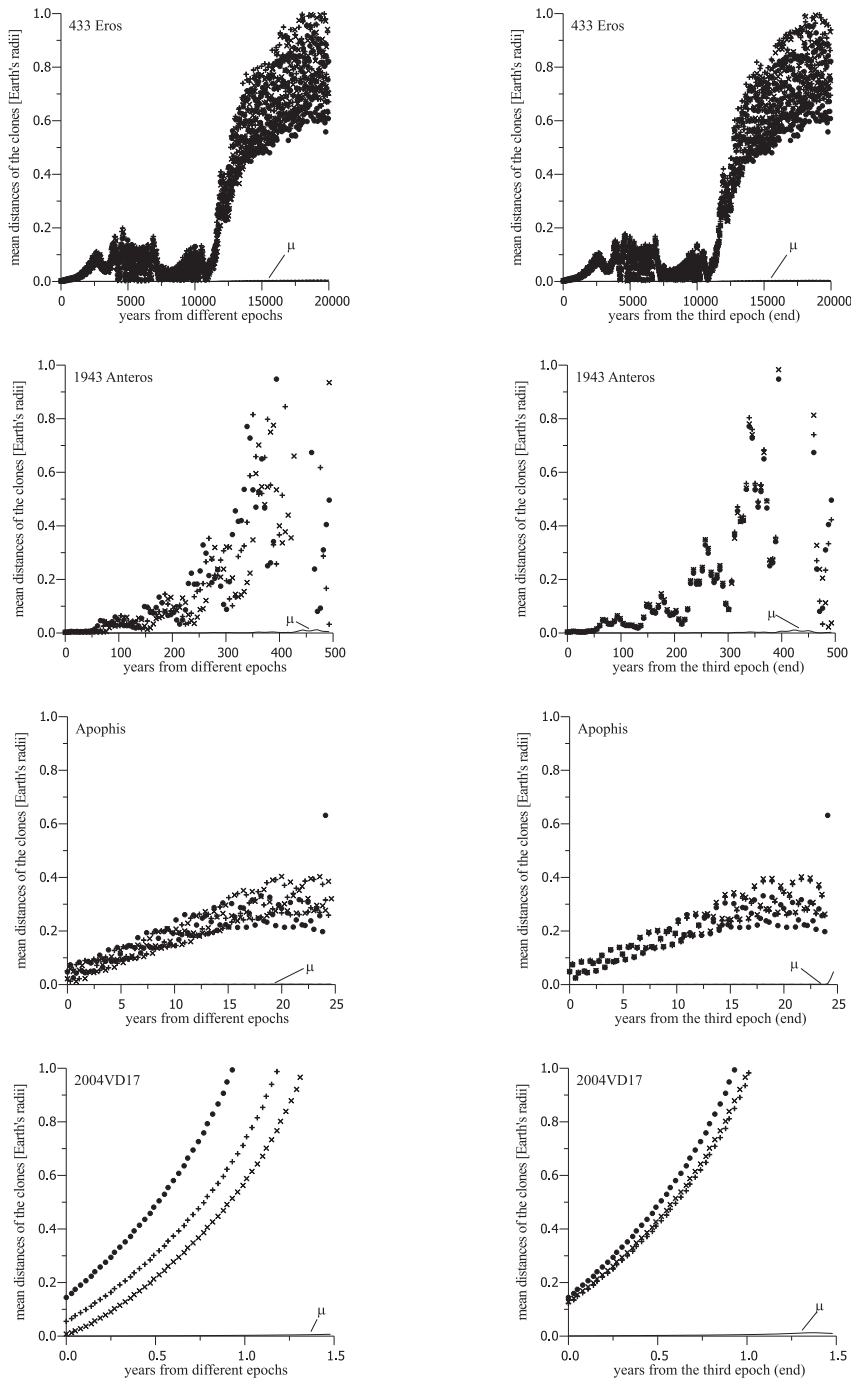 433 Eros
mean distances of the clones [Earth's radii]
1.0
0.8
0.6
0.4
0.2
0.0
μ
0 5000 10000 15000 20000
years from different epochs
433 Eros
mean distances of the clones [Earth's radii]
1.0
0.8
0.6
0.4
0.2
0.0
μ
0 5000 10000 15000 20000
years from the third epoch (end)
1943 Anteros
mean distances of the clones [Earth's radii]
1.0
0.8
0.6
0.4
0.2
0.0
μ
0 100 200 300 400 500
years from different epochs
1943 Anteros
mean distances of the clones [Earth's radii]
1.0
0.8
0.6
0.4
0.2
0.0
μ
0 100 200 300 400 500
years from the third epoch (end)
Apophis
mean distances of the clones [Earth's radii]
1.0
0.8
0.6
0.4
0.2
0.0
μ
0 5 10 15 20 25
years from different epochs
Apophis
mean distances of the clones [Earth's radii]
1.0
0.8
0.6
0.4
0.2
0.0
μ
0 5 10 15 20 25
years from the third epoch (end)
2004VD17
mean distances of the clones [Earth's radii]
1.0
0.8
0.6
0.4
0.2
0.0
μ
0.0 0.5 1.0 1.5
years from different epochs
2004VD17
mean distances of the clones [Earth's radii]
1.0
0.8
0.6
0.4
0.2
0.0
μ
0.0 0.5 1.0 1.5
years from the third epoch (end)